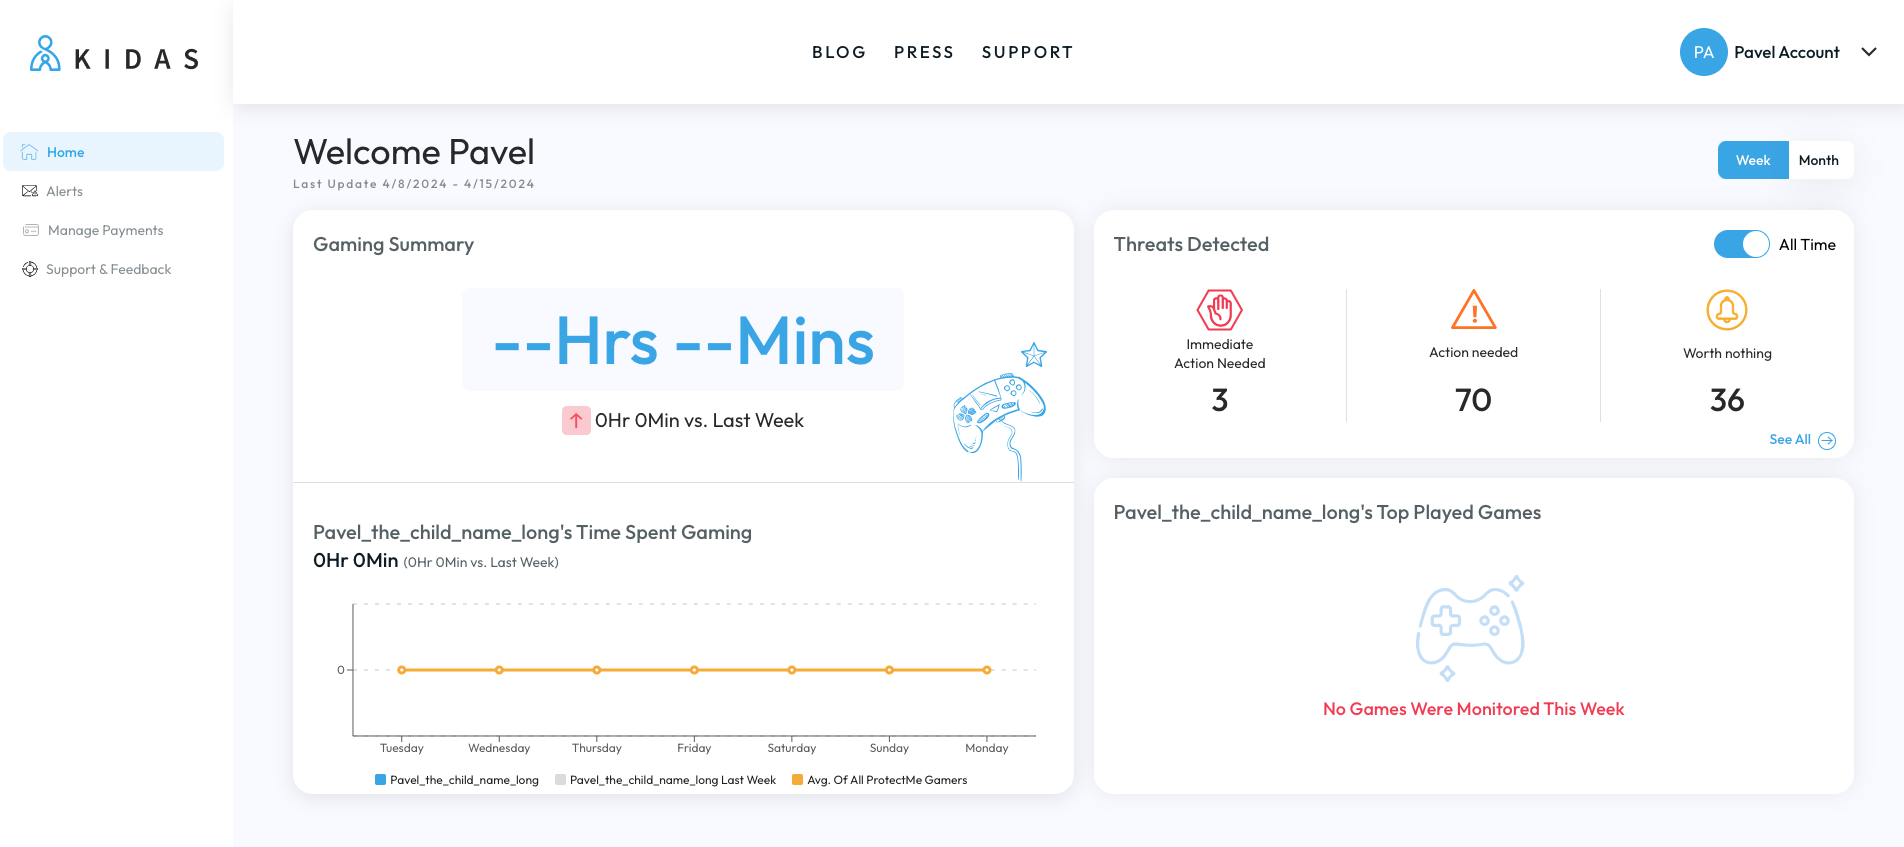 KIDAS
BLOG PRESS SUPPORT
PA Pavel Account
Home
Alerts
Manage Payments
Support & Feedback
Welcome Pavel
Last Update 4/8/2024 - 4/15/2024
Week Month
Gaming Summary
--Hrs --Mins
0Hr 0Min vs. Last Week
Pavel_the_child_name_long's Time Spent Gaming
0Hr 0Min (0Hr 0Min vs. Last Week)
0
Tuesday Wednesday Thursday Friday Saturday Sunday Monday
Pavel_the_child_name_long Pavel_the_child_name_long Last Week Avg. Of All ProtectMe Gamers
Threats Detected
All Time
Immediate
Action Needed
3
Action needed
70
Worth nothing
36
See All
Pavel_the_child_name_long's Top Played Games
No Games Were Monitored This Week